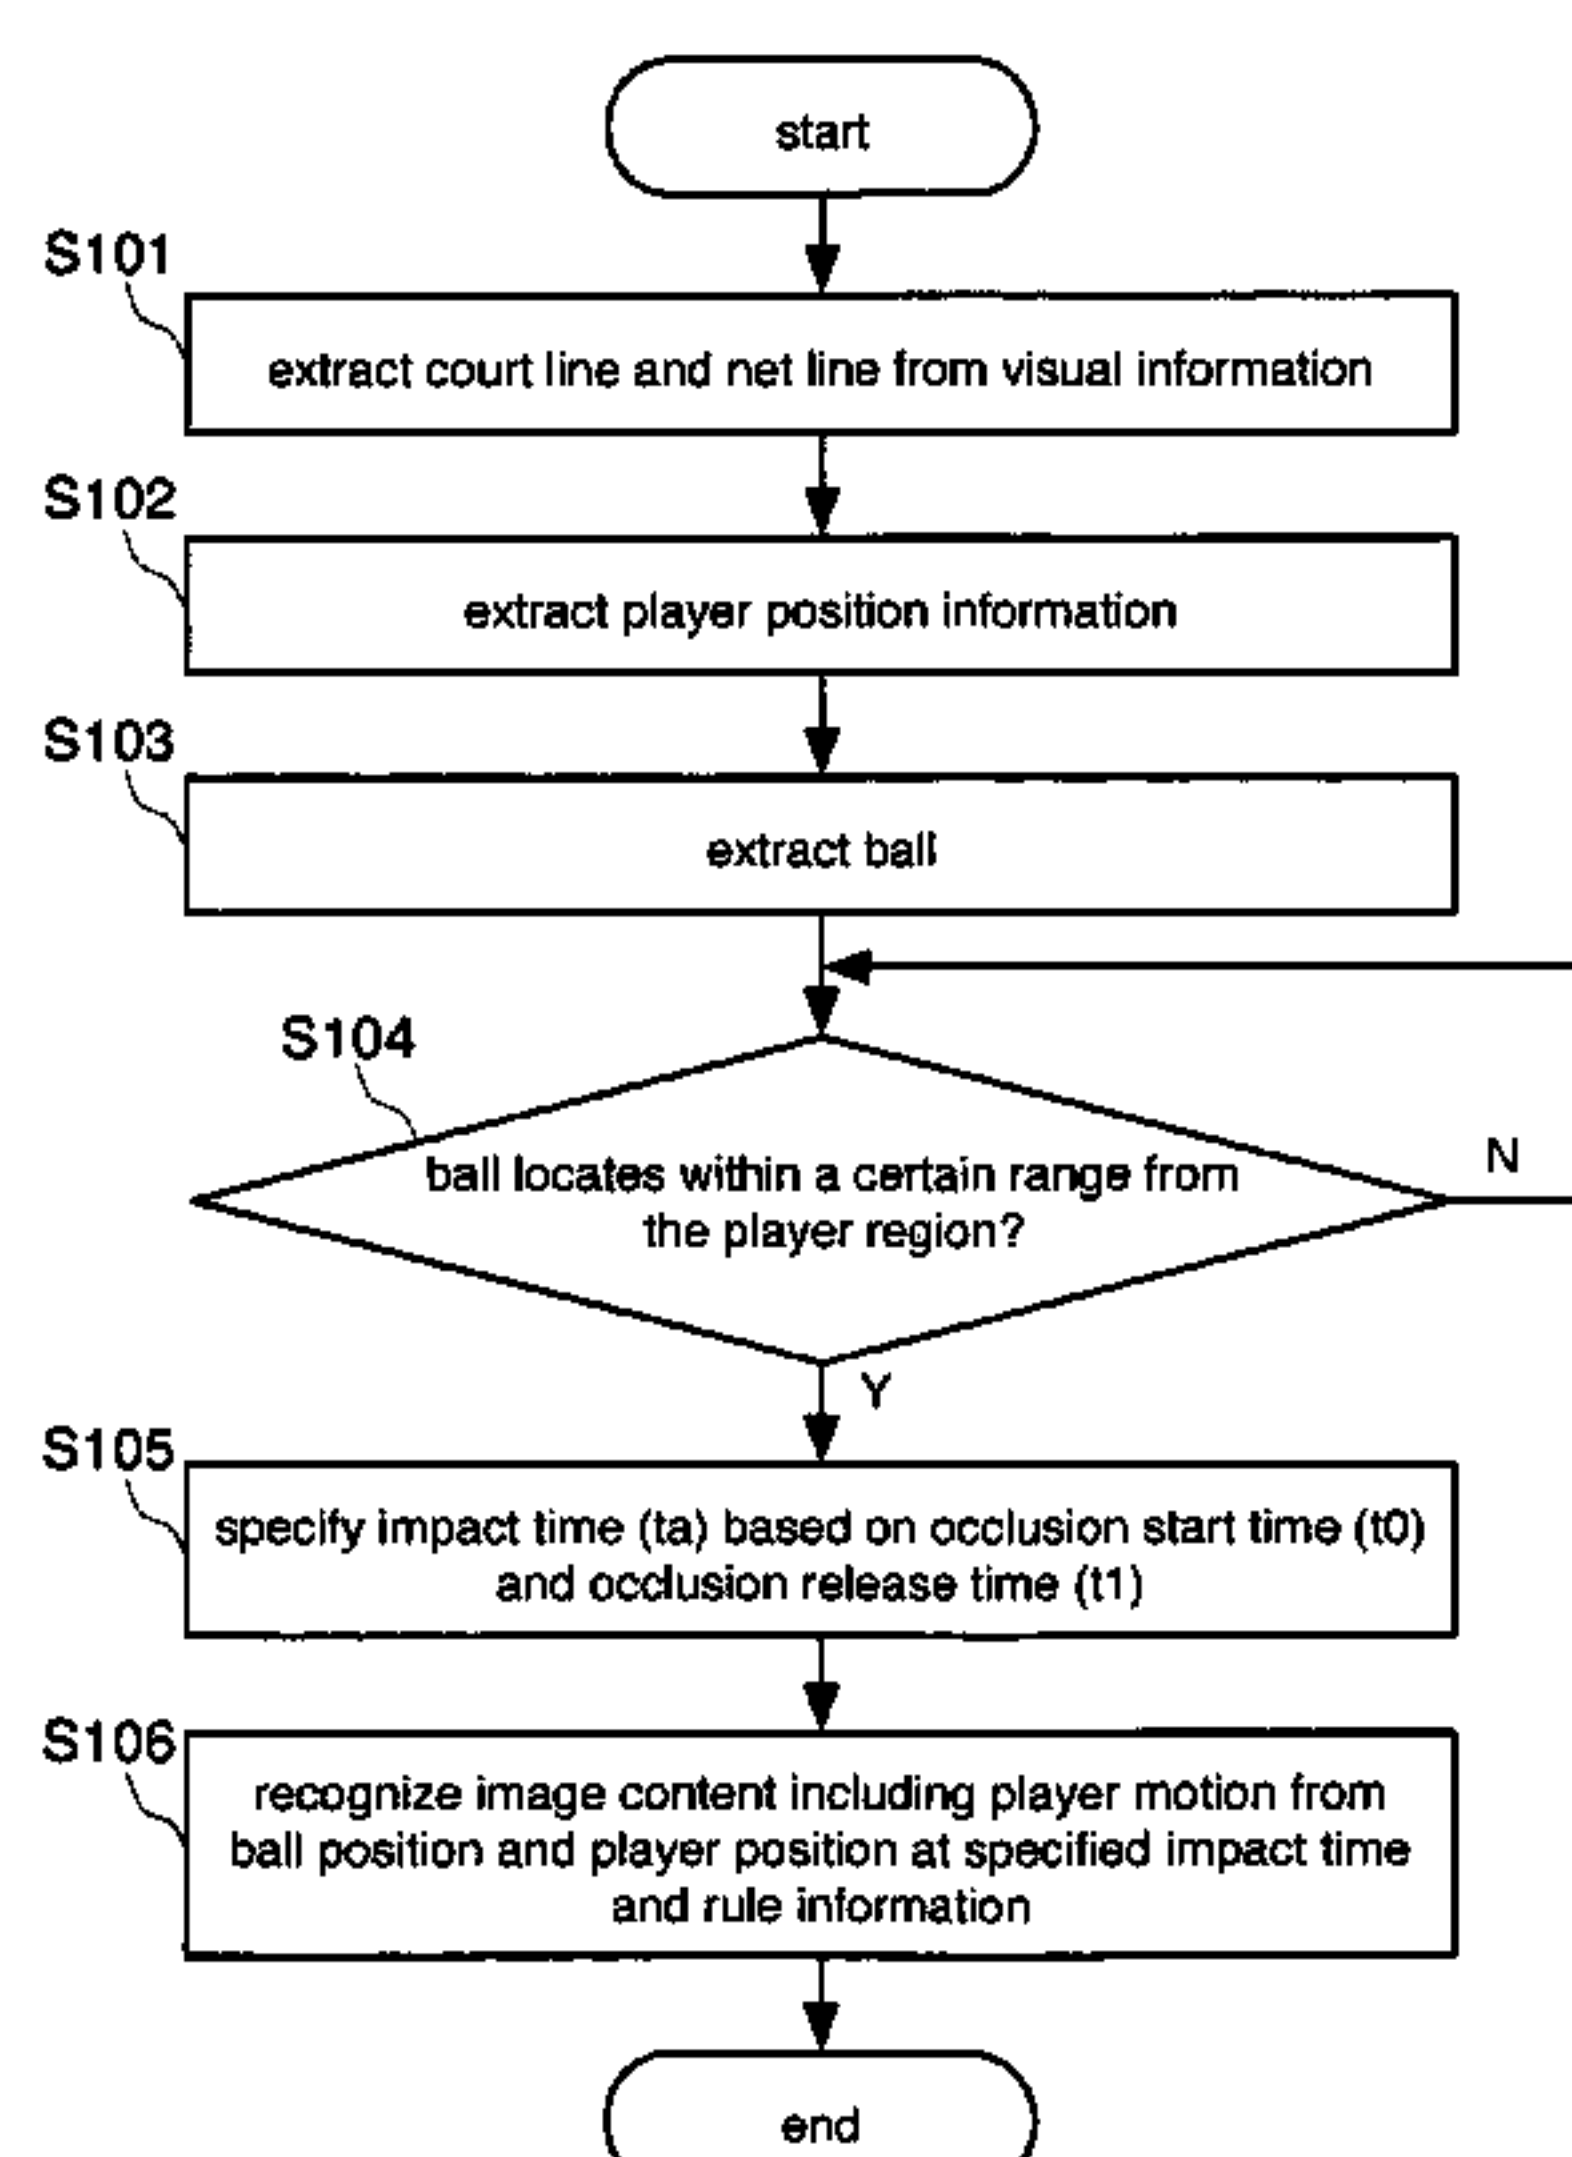 start
S101
extract court line and net line from visual information
S102
extract player position information
S103
extract ball
S104
ball locates within a certain range from
the player region?
N
Y
S105
specify impact time (ta) based on occlusion start time (t0)
and occlusion release time (t1)
S106
recognize image content including player motion from
ball position and player position at specified impact time
and rule information
end